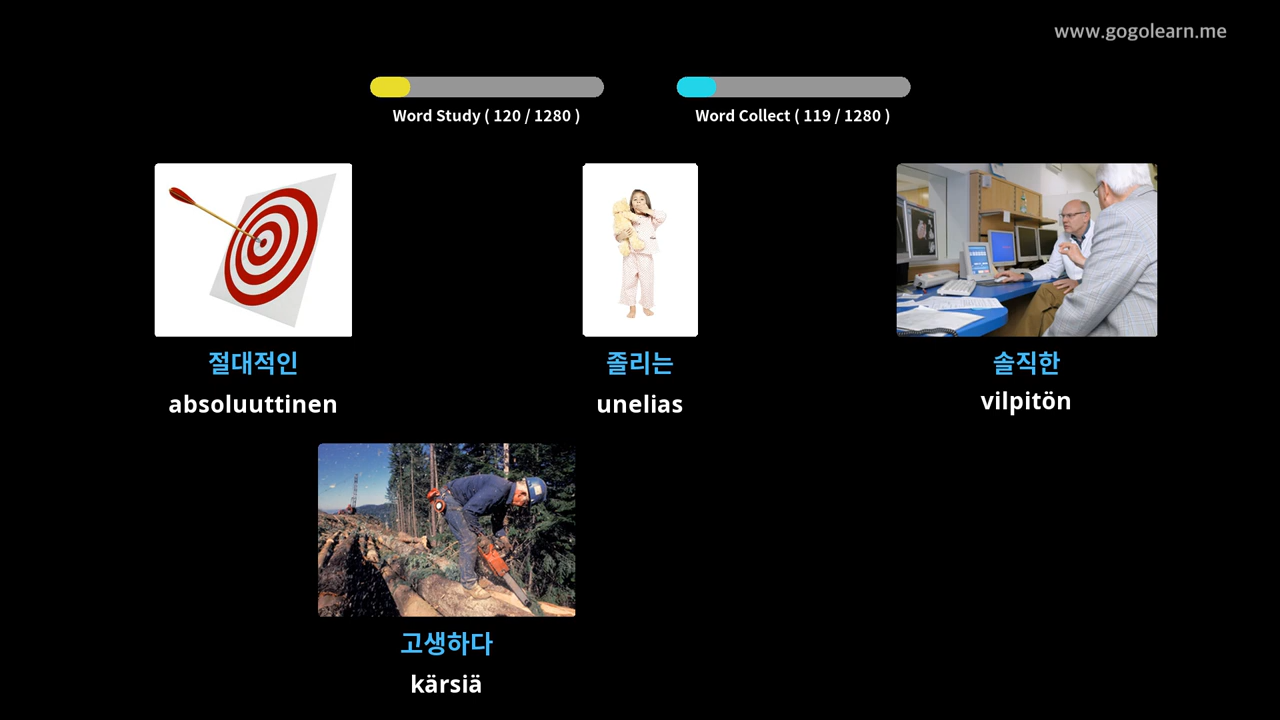 www.gogolearn.me
Word Study ( 120 / 1280 )
Word Collect ( 119 / 1280 )
절대적인
absoluuttinen
졸리는
unelias
솔직한
vilpitön
고생하다
kärsiä